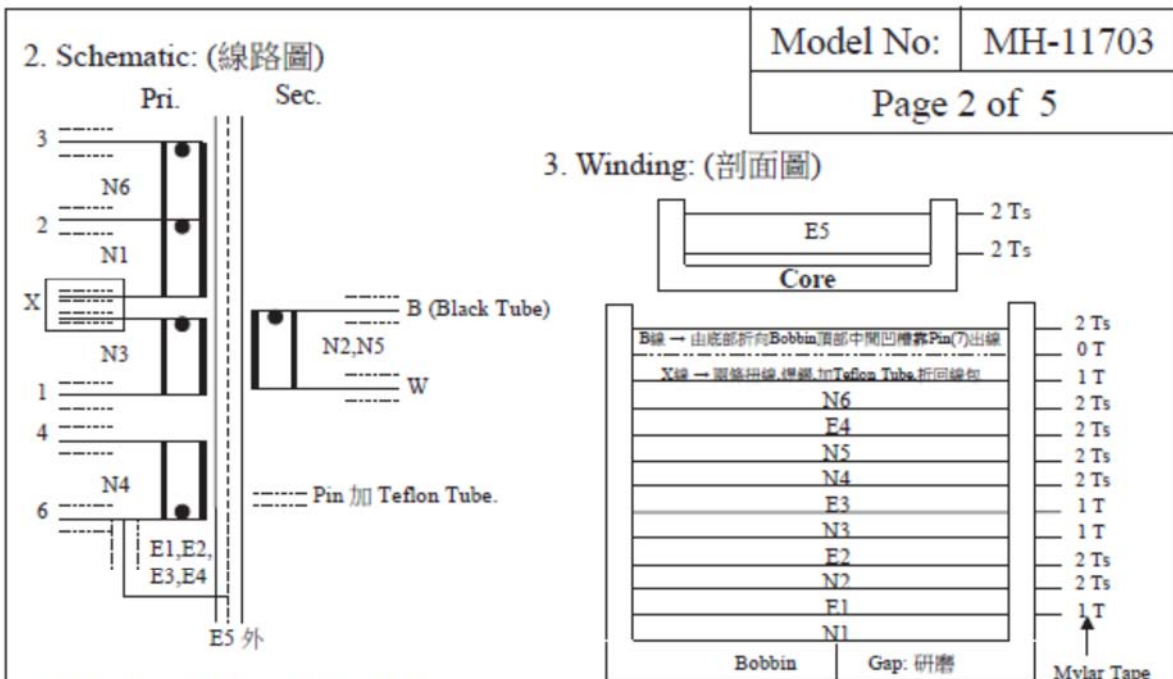 Model No: MH-11703
Page 2 of 5
2. Schematic: (線路圖)
Pri. Sec.
3
N6
2
N1
X
N3
1
4
N4
6
E1,E2,
E3,E4
E5 外
B (Black Tube)
N2,N5
W
Pin 加 Teflon Tube.
3. Winding: (剖面圖)
2 Ts
E5
2 Ts
Core
2 Ts
B線 → 由底部折向Bobbin頂部中間凹槽靠Pin(7)出線
0 T
X線 → 兩條扭線,焊錫,加Teflon Tube,折回線包
1 T
N6
2 Ts
E4
2 Ts
N5
2 Ts
N4
2 Ts
E3
1 T
N3
1 T
E2
2 Ts
N2
2 Ts
E1
1 T
N1
Bobbin Gap: 研磨
Mylar Tape